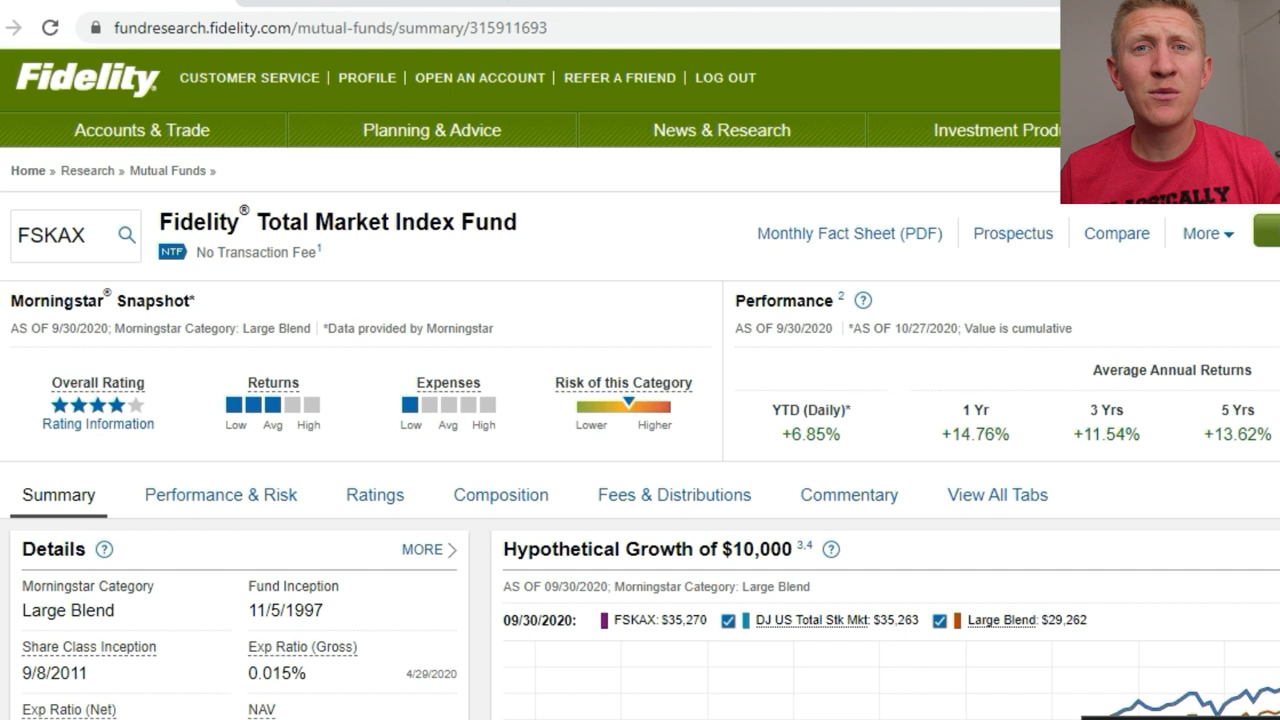 fundresearch.fidelity.com/mutual-funds/summary/315911693
Fidelity CUSTOMER SERVICE | PROFILE | OPEN AN ACCOUNT | REFER A FRIEND | LOG OUT
Accounts & Trade Planning & Advice News & Research Investment Prod
Home » Research » Mutual Funds »
FSKAX
Fidelity® Total Market Index Fund
NTF No Transaction Fee1
Monthly Fact Sheet (PDF) Prospectus Compare More
Morningstar® Snapshot*
AS OF 9/30/2020; Morningstar Category: Large Blend | *Data provided by Morningstar
Overall Rating Returns Expenses Risk of this Category
Low Avg High Low Avg High Lower Higher
Rating Information
Performance 2 ?
AS OF 9/30/2020 | *AS OF 10/27/2020; Value is cumulative
Average Annual Returns
YTD (Daily)* 1 Yr 3 Yrs 5 Yrs
+6.85% +14.76% +11.54% +13.62%
Summary Performance & Risk Ratings Composition Fees & Distributions Commentary View All Tabs
Details ? MORE
Morningstar Category Fund Inception
Large Blend 11/5/1997
Share Class Inception Exp Ratio (Gross)
9/8/2011 0.015% 4/29/2020
Exp Ratio (Net) NAV
Hypothetical Growth of $10,000 3,4 ?
AS OF 09/30/2020; Morningstar Category: Large Blend
09/30/2020: FSKAX: $35,270 DJ US Total Stk Mkt: $35,263 Large Blend: $29,262